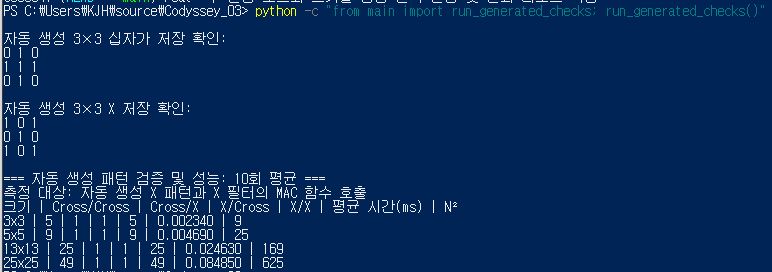 PS C:\Users\KJH\source\Codyssey_03> python -c "from main import run_generated_checks; run_generated_checks()"
자동 생성 3×3 십자가 저장 확인:
0 1 0
1 1 1
0 1 0
자동 생성 3×3 X 저장 확인:
1 0 1
0 1 0
1 0 1
=== 자동 생성 패턴 검증 및 성능: 10회 평균 ===
측정 대상: 자동 생성 X 패턴과 X 필터의 MAC 함수 호출
크기 | Cross/Cross | Cross/X | X/Cross | X/X | 평균 시간(ms) | N²
3x3 | 5 | 1 | 1 | 5 | 0.002340 | 9
5x5 | 9 | 1 | 1 | 9 | 0.004690 | 25
13x13 | 25 | 1 | 1 | 25 | 0.024630 | 169
25x25 | 49 | 1 | 1 | 49 | 0.084850 | 625